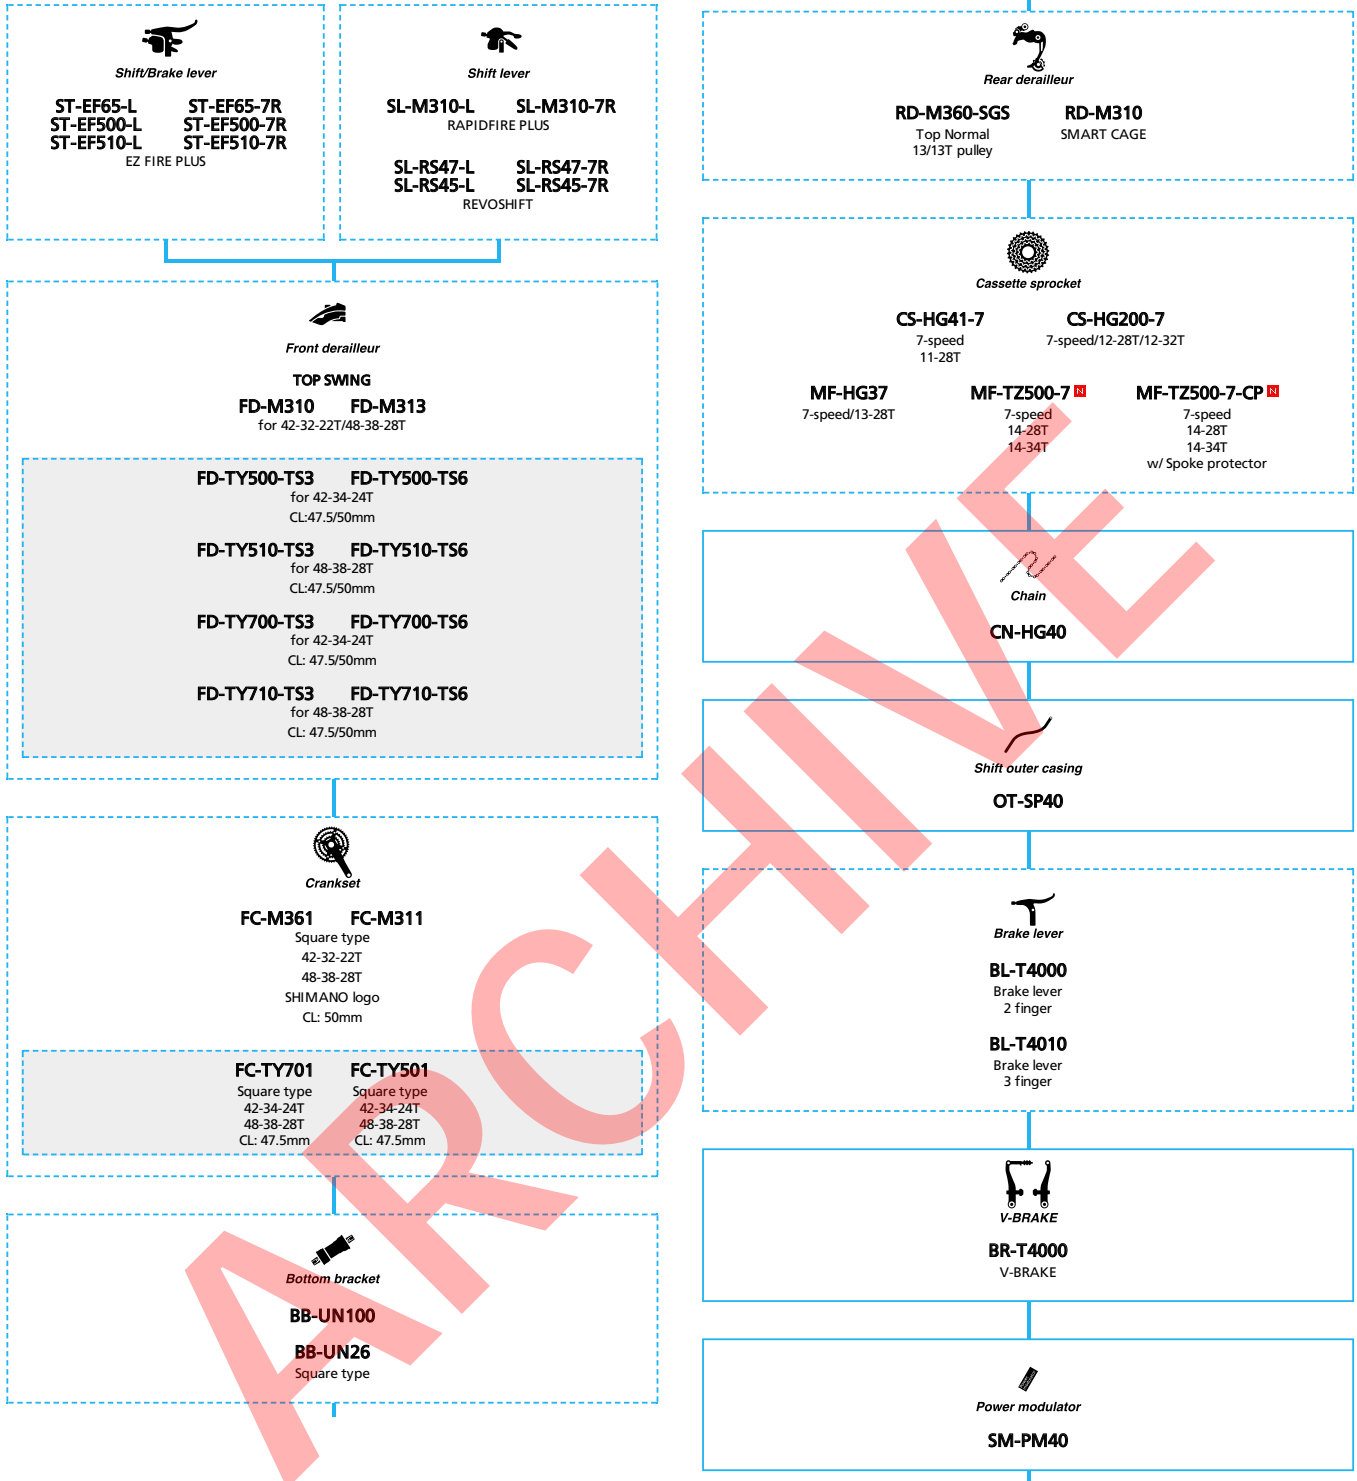 Shift/Brake lever
ST-EF65-L ST-EF65-7R
ST-EF500-L ST-EF500-7R
ST-EF510-L ST-EF510-7R
EZ FIRE PLUS
Shift lever
SL-M310-L SL-M310-7R
RAPIDFIRE PLUS
SL-RS47-L SL-RS47-7R
SL-RS45-L SL-RS45-7R
REVOSHIFT
Front derailleur
TOP SWING
FD-M310 FD-M313
for 42-32-22T/48-38-28T
FD-TY500-TS3 FD-TY500-TS6
for 42-34-24T
CL:47.5/50mm
FD-TY510-TS3 FD-TY510-TS6
for 48-38-28T
CL:47.5/50mm
FD-TY700-TS3 FD-TY700-TS6
for 42-34-24T
CL: 47.5/50mm
FD-TY710-TS3 FD-TY710-TS6
for 48-38-28T
CL: 47.5/50mm
Crankset
FC-M361 FC-M311
Square type
42-32-22T
48-38-28T
SHIMANO logo
CL: 50mm
FC-TY701 FC-TY501
Square type Square type
42-34-24T 42-34-24T
48-38-28T 48-38-28T
CL: 47.5mm CL: 47.5mm
Bottom bracket
BB-UN100
BB-UN26
Square type
Rear derailleur
RD-M360-SGS RD-M310
Top Normal SMART CAGE
13/13T pulley
Cassette sprocket
CS-HG41-7 CS-HG200-7
7-speed 7-speed/12-28T/12-32T
11-28T
MF-HG37 MF-TZ500-7 N MF-TZ500-7-CP N
7-speed/13-28T 7-speed 7-speed
14-28T 14-28T
14-34T 14-34T
w/ Spoke protector
Chain
CN-HG40
Shift outer casing
OT-SP40
Brake lever
BL-T4000
Brake lever
2 finger
BL-T4010
Brake lever
3 finger
V-BRAKE
BR-T4000
V-BRAKE
Power modulator
SM-PM40
ARCHIVE